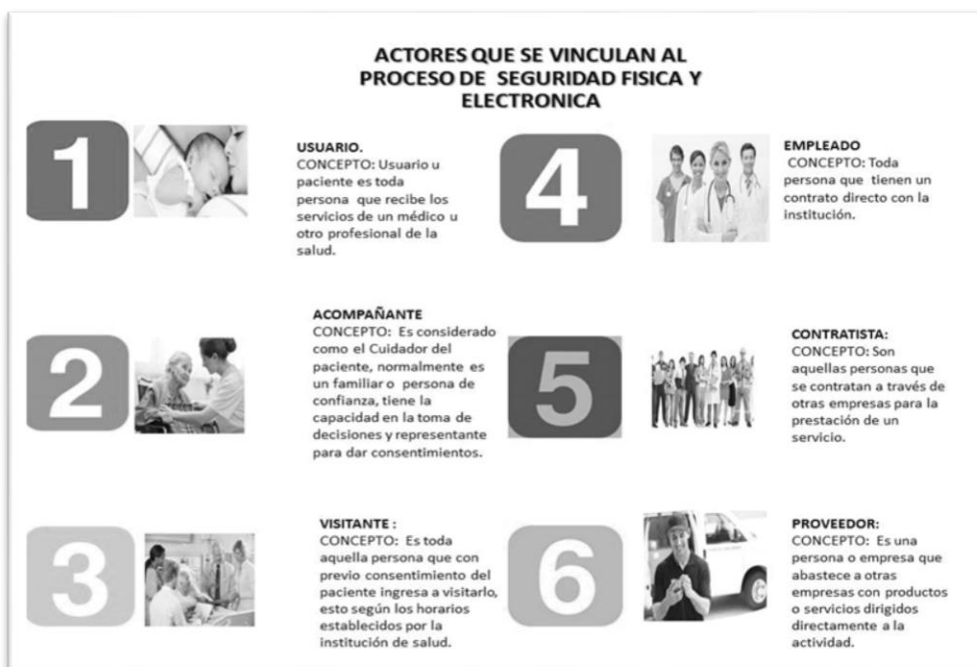 ACTORES QUE SE VINCULAN AL
PROCESO DE SEGURIDAD FISICA Y
ELECTRONICA
1
USUARIO.
CONCEPTO: Usuario u
paciente es toda
persona que recibe los
servicios de un médico u
otro profesional de la
salud.
2
ACOMPAÑANTE
CONCEPTO: Es considerado
como el Cuidador del
paciente, normalmente es
un familiar o persona de
confianza, tiene la
capacidad en la toma de
decisiones y representante
para dar consentimientos.
3
VISITANTE :
CONCEPTO: Es toda
aquella persona que con
previo consentimiento del
paciente ingresa a visitarlo,
esto según los horarios
establecidos por la
institución de salud.
4
EMPLEADO
CONCEPTO: Toda
persona que tienen un
contrato directo con la
institución.
5
CONTRATISTA:
CONCEPTO: Son
aquellas personas que
se contratan a través de
otras empresas para la
prestación de un
servicio.
6
PROVEEDOR:
CONCEPTO: Es una
persona o empresa que
abastece a otras
empresas con productos
o servicios dirigidos
directamente a la
actividad.